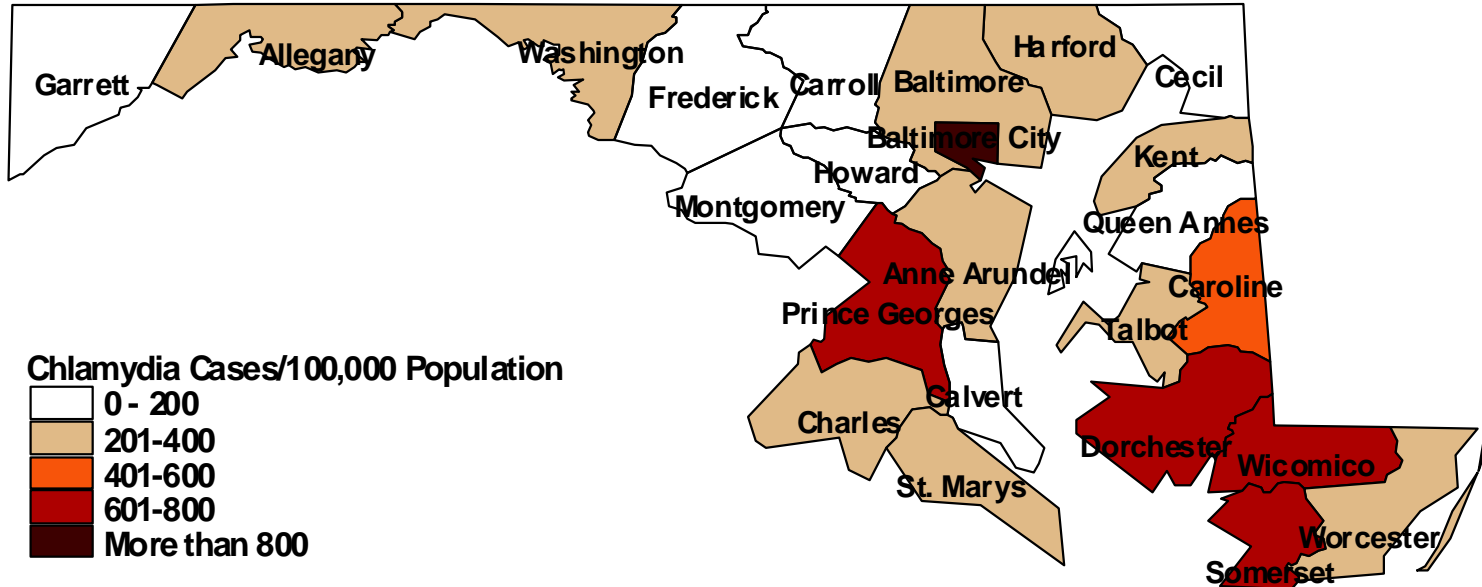 Garrett
Allegany
Washington
Frederick
Carroll
Baltimore
Harford
Cecil
Baltimore City
Howard
Montgomery
Kent
Queen Annes
Anne Arundel
Prince Georges
Caroline
Talbot
Calvert
Charles
St. Marys
Dorchester
Wicomico
Worcester
Somerset
Chlamydia Cases/100,000 Population
0 - 200
201-400
401-600
601-800
More than 800